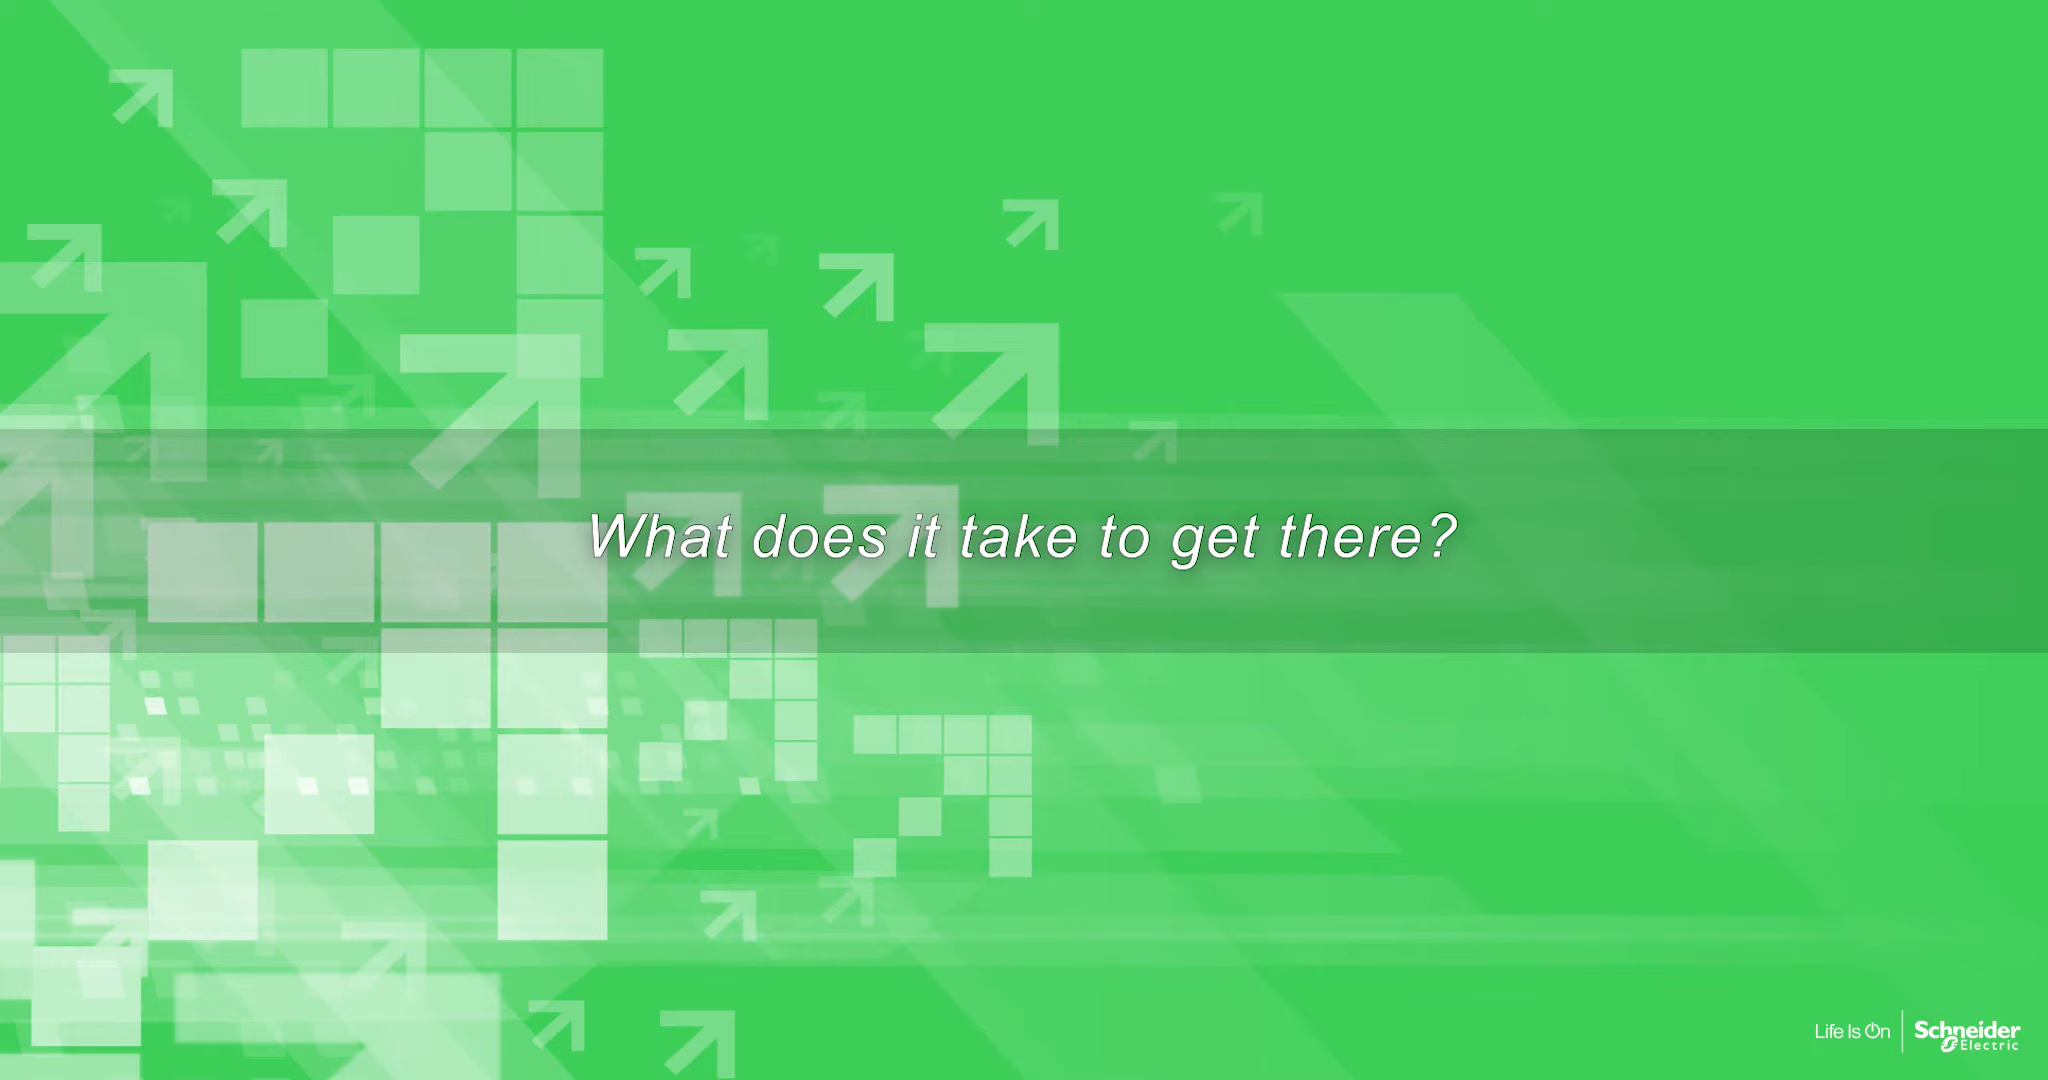 What does it take to get there?
Life Is On
Schneider
Electric